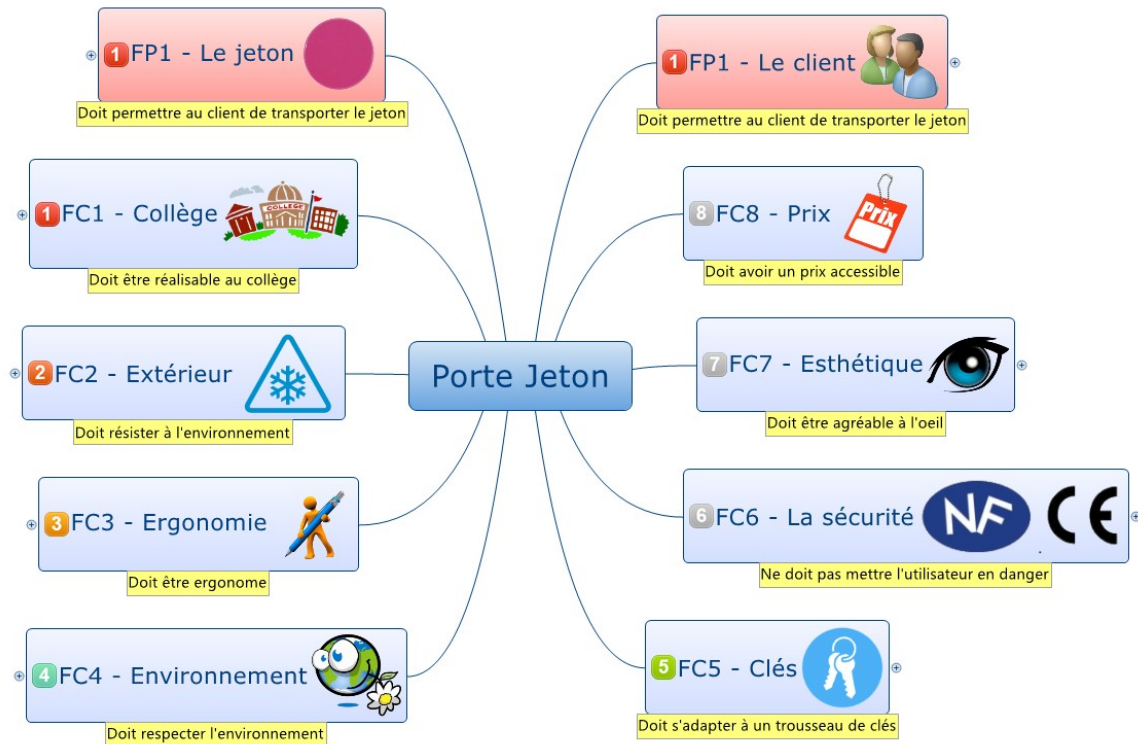 1 FP1 - Le jeton
Doit permettre au client de transporter le jeton
1 FC1 - Collège
COLLEGE
Doit être réalisable au collège
2 FC2 - Extérieur
Doit résister à l'environnement
3 FC3 - Ergonomie
Doit être ergonome
4 FC4 - Environnement
Doit respecter l'environnement
Porte Jeton
1 FP1 - Le client
Doit permettre au client de transporter le jeton
8 FC8 - Prix
Prix
Doit avoir un prix accessible
7 FC7 - Esthétique
Doit être agréable à l'oeil
6 FC6 - La sécurité
NF CE
Ne doit pas mettre l'utilisateur en danger
5 FC5 - Clés
Doit s'adapter à un trousseau de clés